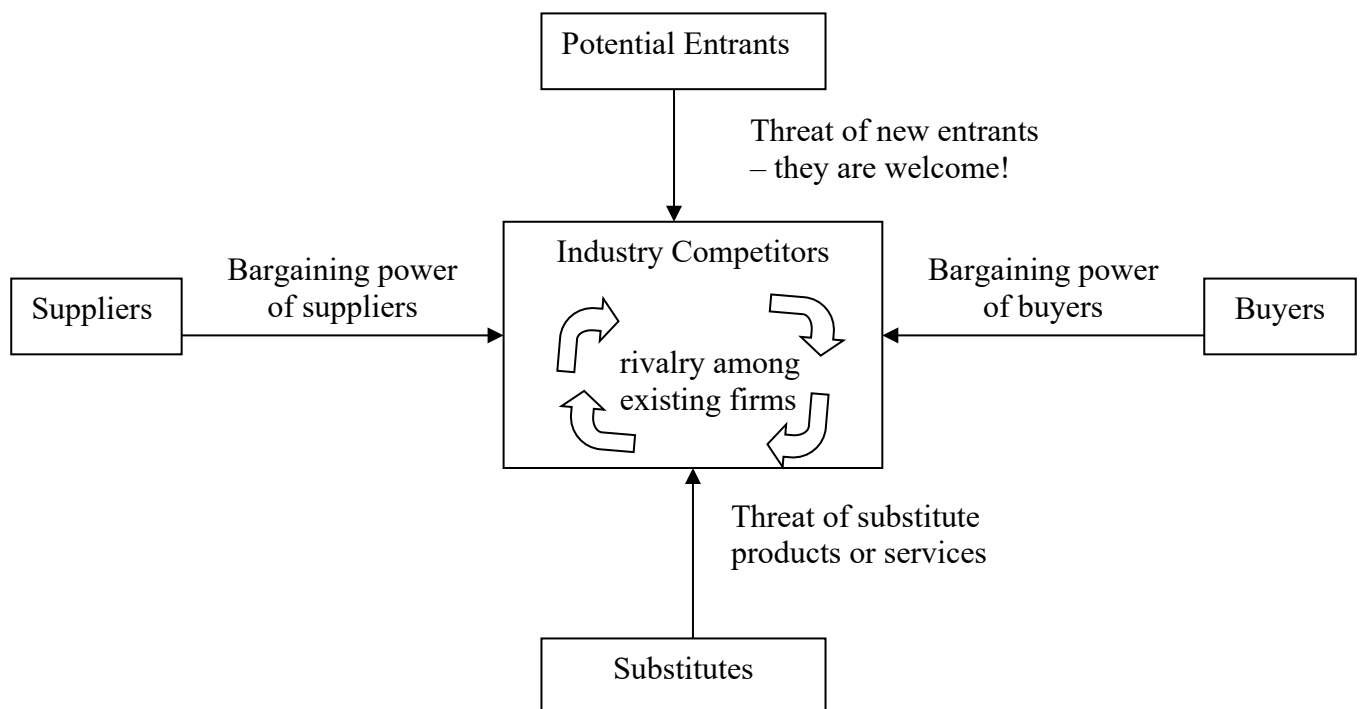 Potential Entrants
Threat of new entrants
– they are welcome!
Industry Competitors
Bargaining power
of suppliers
Bargaining power
of buyers
Suppliers
Buyers
rivalry among
existing firms
Threat of substitute
products or services
Substitutes